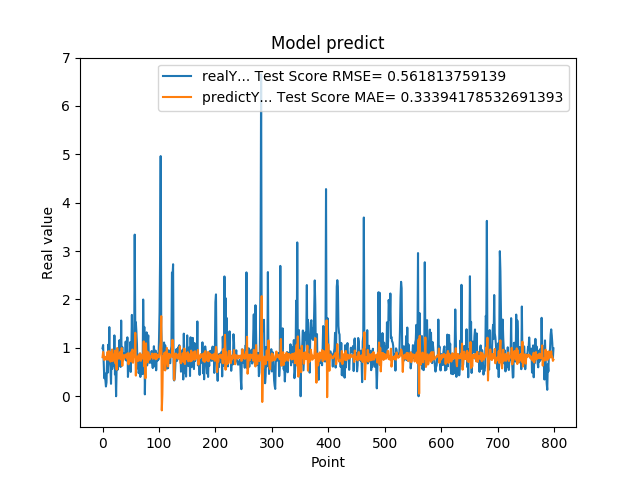 Model predict
realY... Test Score RMSE= 0.561813759139
predictY... Test Score MAE= 0.33394178532691393
Real value
7
6
5
4
3
2
1
0
0 100 200 300 400 500 600 700 800
Point